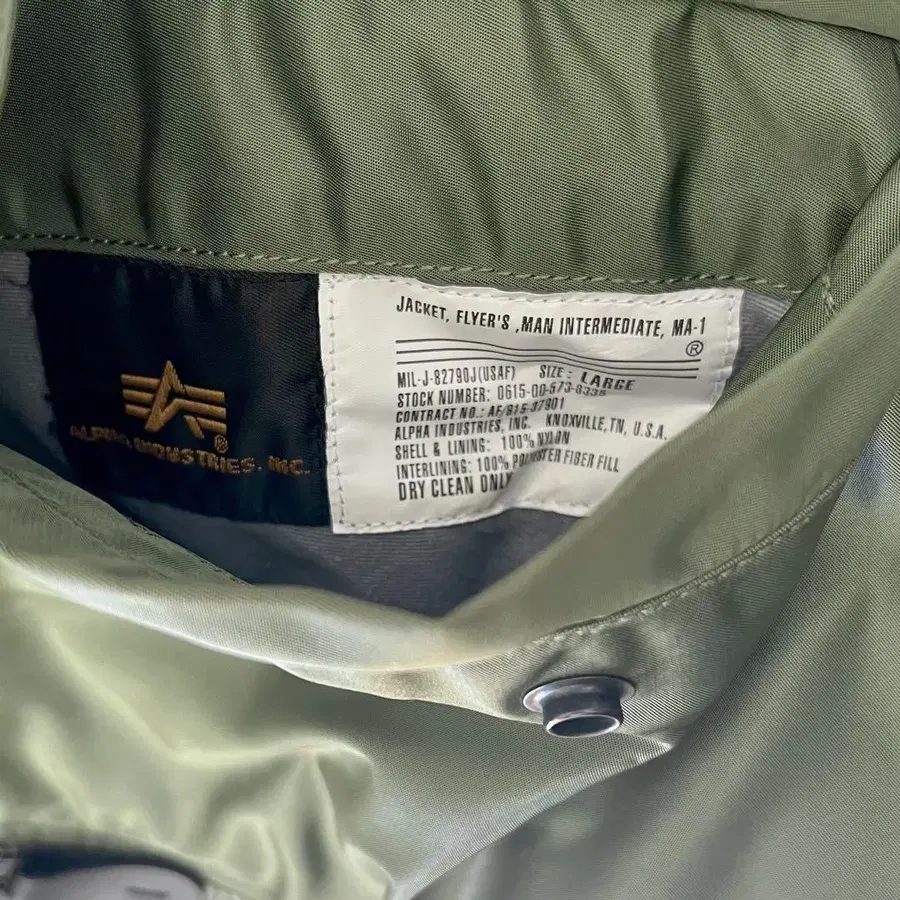 ALPHA INDUSTRIES, INC.
®
JACKET, FLYER'S ,MAN INTERMEDIATE, MA-1
®
MIL-J-82790J(USAF) SIZE: LARGE
STOCK NUMBER: 0615-00-573-8335
CONTRACT NO.: AF/815-37901
ALPHA INDUSTRIES, INC. KNOXVILLE, TN, U.S.A.
SHELL & LINING: 100% NYLON
INTERLINING: 100% POLYESTER FIBER FILL
DRY CLEAN ONLY